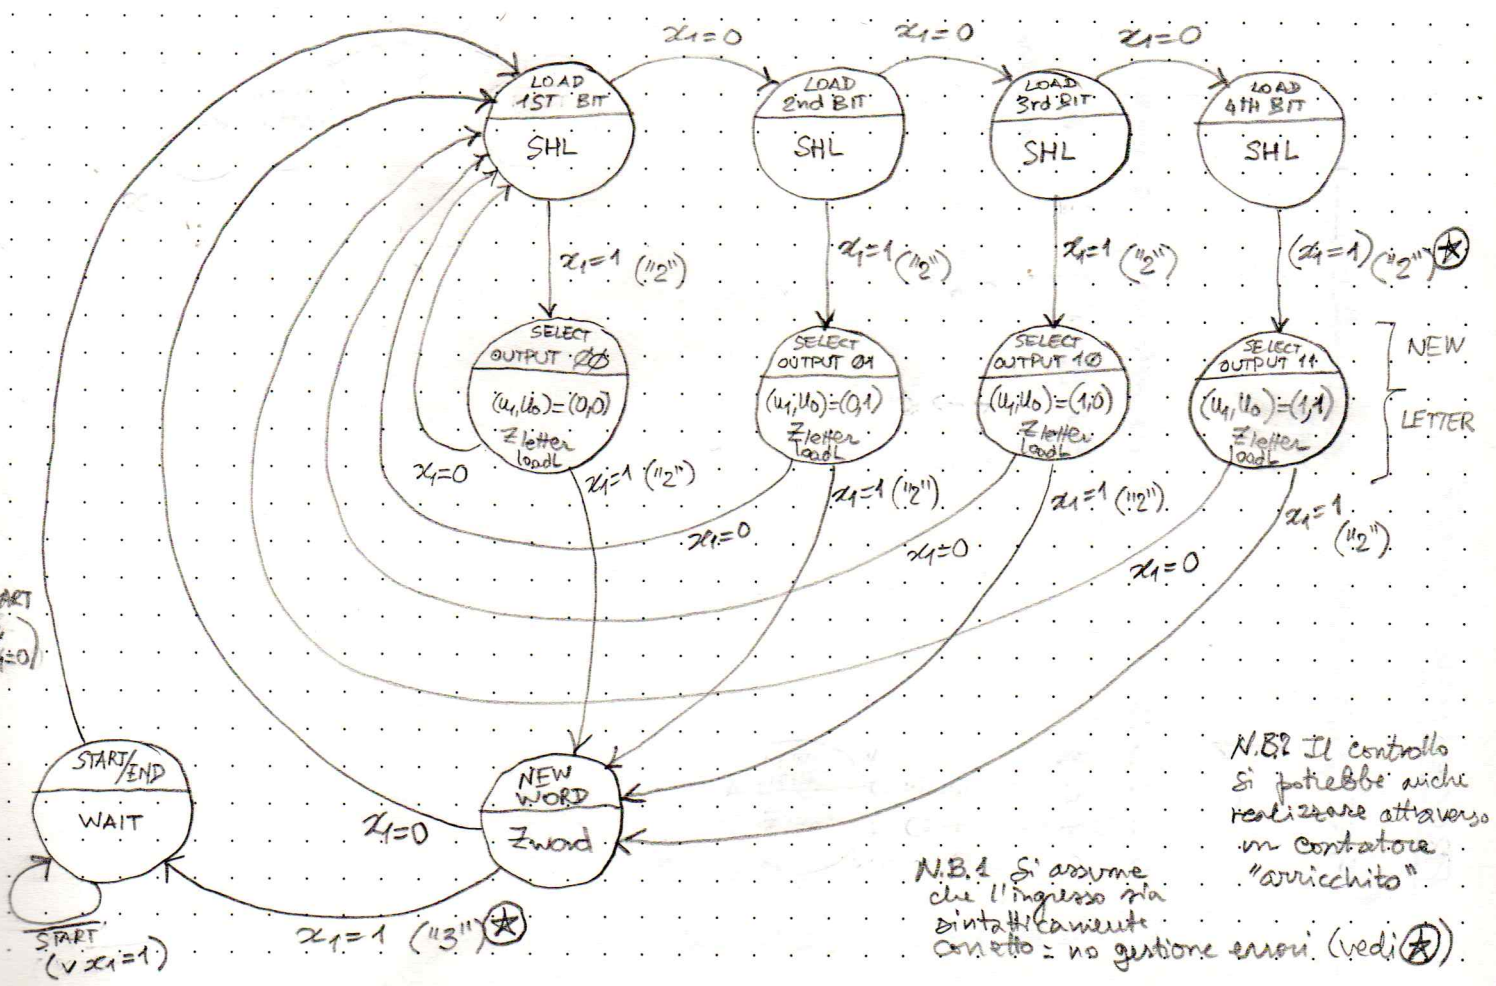 x₁=0
x₁=0
x₁=0
LOAD
1ST BIT
SHL
LOAD
2nd BIT
SHL
LOAD
3rd BIT
SHL
LOAD
4TH BIT
SHL
x₁=1 ("2")
x₁=1 ("2")
x₁=1 ("2")
(x₁=1) ("2")
SELECT
OUTPUT 00
(u₁,u₀)=(0,0)
Zletter
loadL
SELECT
OUTPUT 01
(u₁,u₀)=(0,1)
Zletter
loadL
SELECT
OUTPUT 10
(u₁,u₀)=(1,0)
Zletter
loadL
SELECT
OUTPUT 11
(u₁,u₀)=(1,1)
Zletter
loadL
NEW
LETTER
x₁=0
x₁=1 ("2")
x₁=0
x₁=1 ("2")
x₁=0
x₁=1 ("2")
x₁=0
x₁=1
("2")
ART
=0)
START/END
WAIT
START
(v x₁=1)
NEW
WORD
Zword
x₁=0
x₁=1 ("3")
N.B.1 Si assume
che l'ingresso sia
sintatticamente
corretto = no gestione errori (vedi ☆)
N.B2 Il controllo
si potrebbe anche
realizzare attraverso
un contatore
"arricchito"